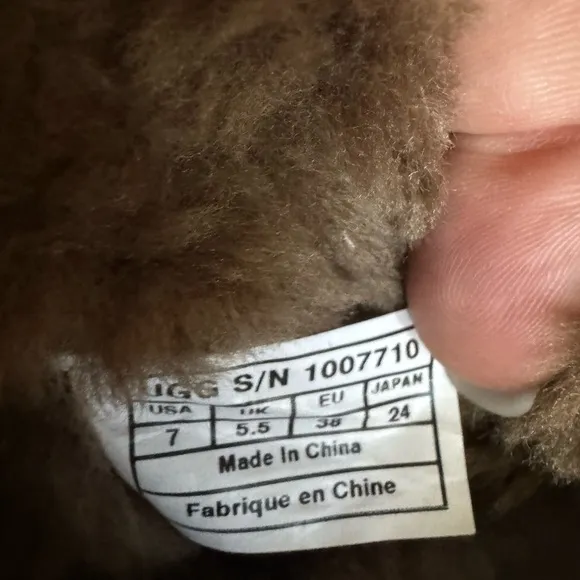 UGG S/N 1007710
USA UK EU JAPAN
7 5.5 38 24
Made In China
Fabrique en Chine